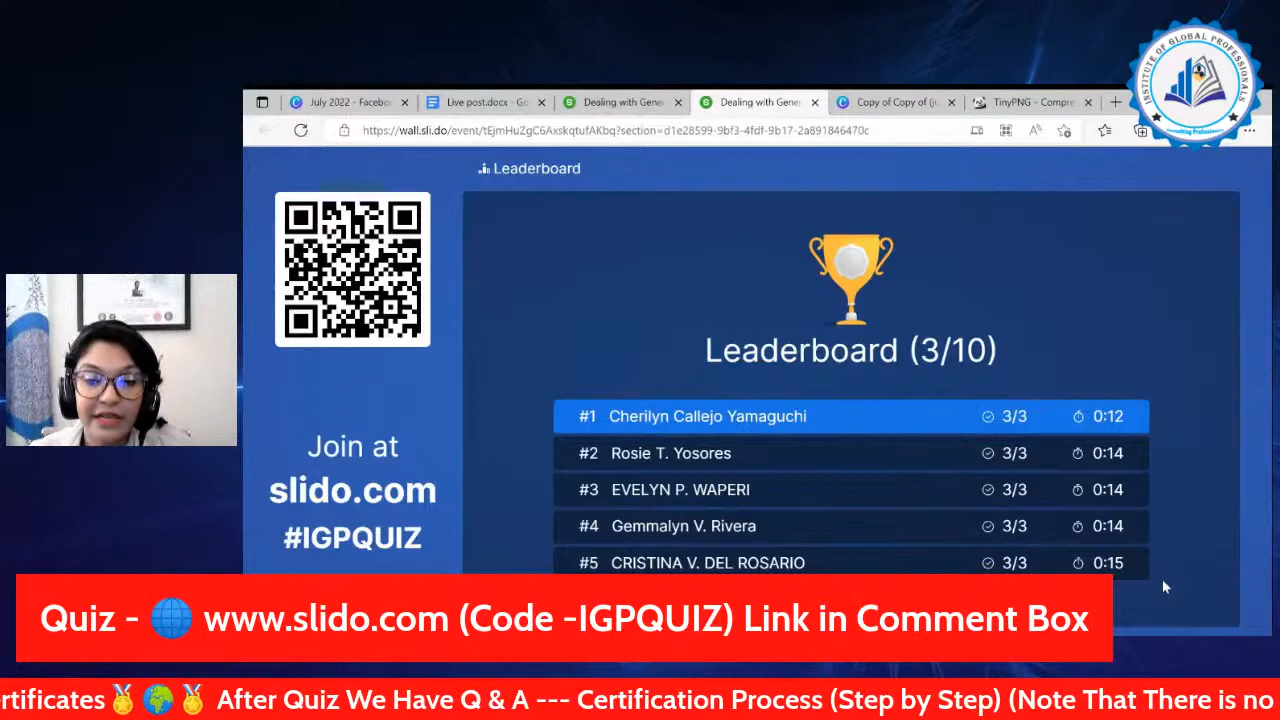 INSTITUTE OF GLOBAL PROFESSIONALS
Consulting Professionals
July 2022 - Facebo
Live post.docx - Go
Dealing with Gene
Dealing with Gene
Copy of Copy of (ju
TinyPNG – Compre
https://wall.sli.do/event/tEjmHuZgC6AxskqtufAKbq?section=d1e28599-9bf3-4fdf-9b17-2a891846470c
Leaderboard
Leaderboard (3/10)
#1 Cherilyn Callejo Yamaguchi 3/3 0:12
#2 Rosie T. Yosores 3/3 0:14
#3 EVELYN P. WAPERI 3/3 0:14
#4 Gemmalyn V. Rivera 3/3 0:14
#5 CRISTINA V. DEL ROSARIO 3/3 0:15
Join at
slido.com
#IGPQUIZ
Quiz - 🌐 www.slido.com (Code -IGPQUIZ) Link in Comment Box
ertificates🏅🌍🏅 After Quiz We Have Q & A --- Certification Process (Step by Step) (Note That There is no